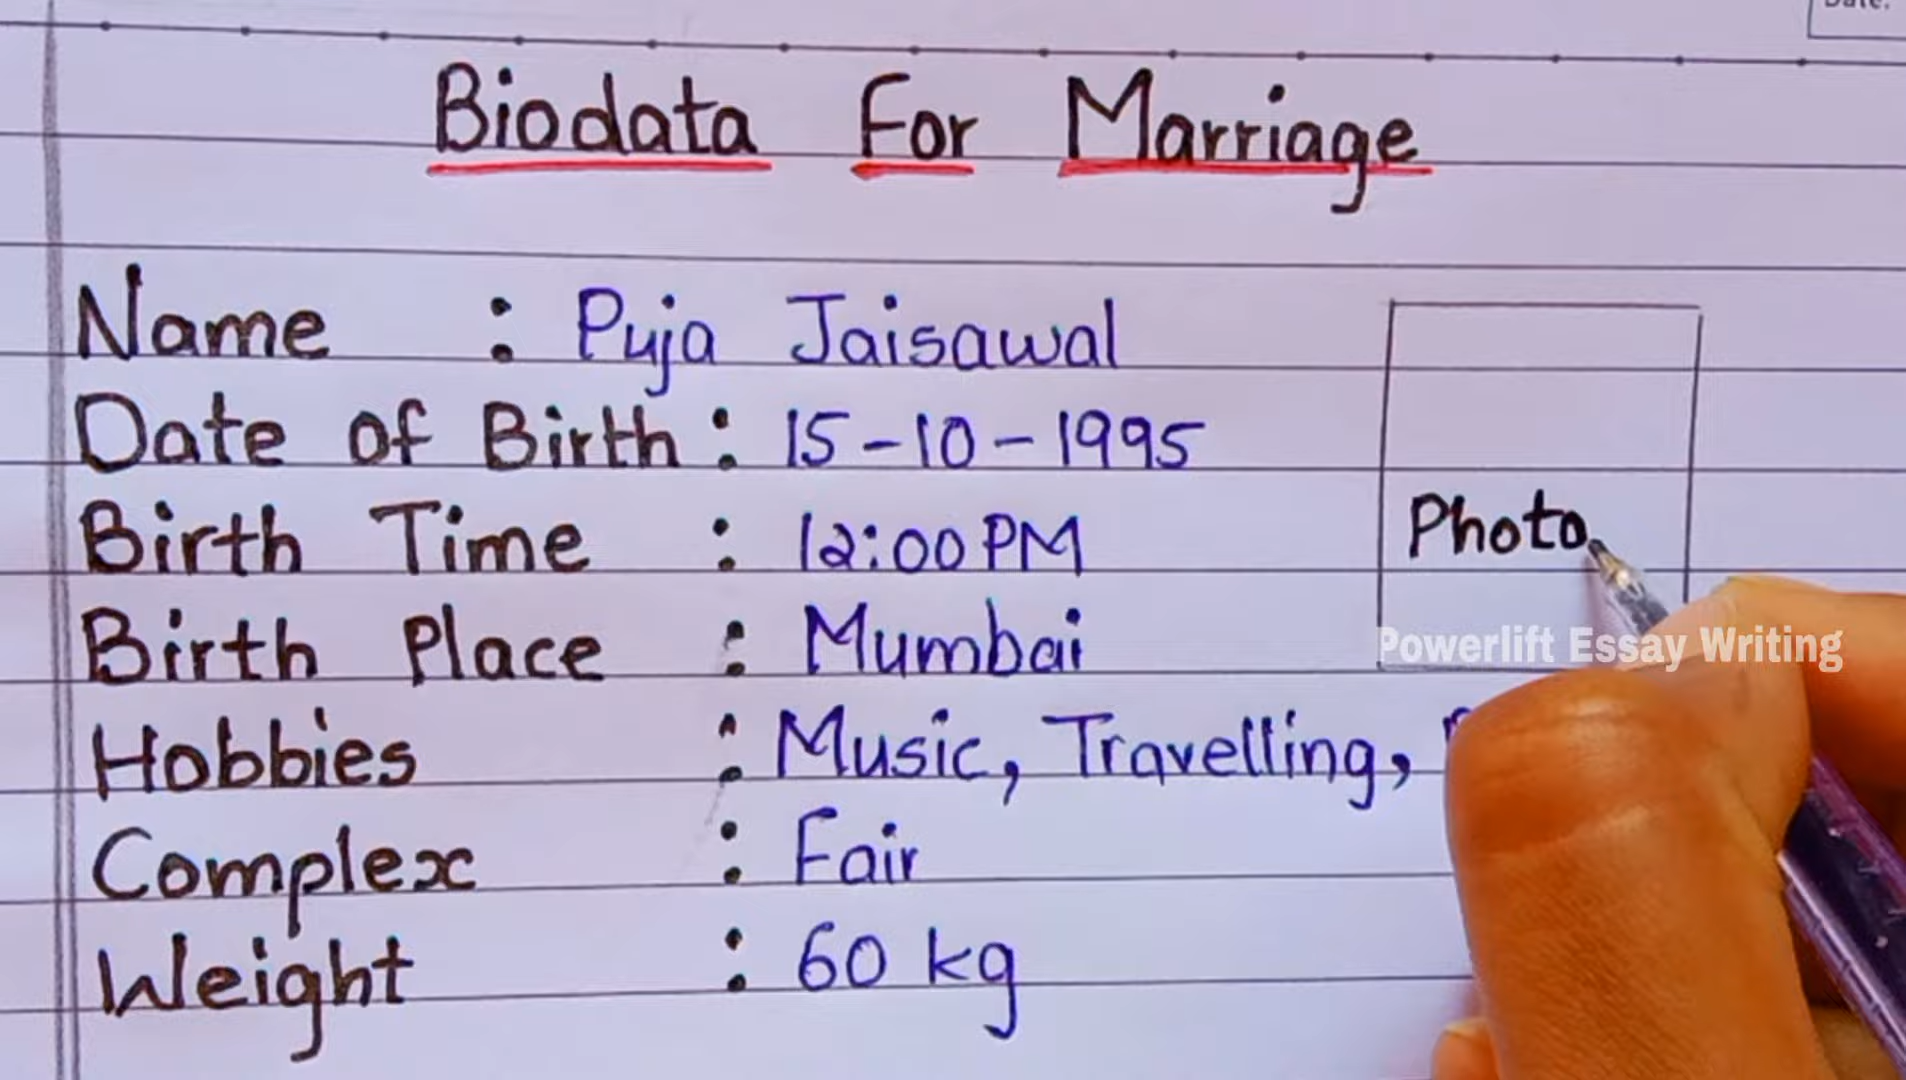 Date:
Biodata For Marriage
Name : Puja Jaisawal
Date of Birth : 15-10-1995
Birth Time : 12:00 PM
Photo
Birth Place : Mumbai
Powerlift Essay Writing
Hobbies : Music, Travelling,
Complex : Fair
Weight : 60 kg